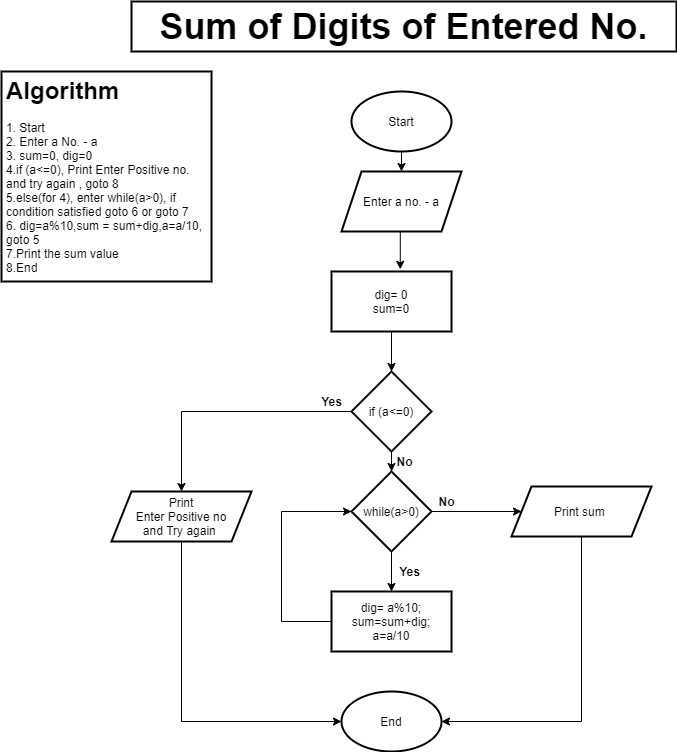 Sum of Digits of Entered No.
Algorithm
1. Start
2. Enter a No. - a
3. sum=0, dig=0
4.if (a<=0), Print Enter Positive no.
and try again , goto 8
5.else(for 4), enter while(a>0), if
condition satisfied goto 6 or goto 7
6. dig=a%10,sum = sum+dig,a=a/10,
goto 5
7.Print the sum value
8.End
Start
Enter a no. - a
dig= 0
sum=0
if (a<=0)
Yes
No
while(a>0)
No
Print sum
Print
Enter Positive no
and Try again
Yes
dig= a%10;
sum=sum+dig;
a=a/10
End